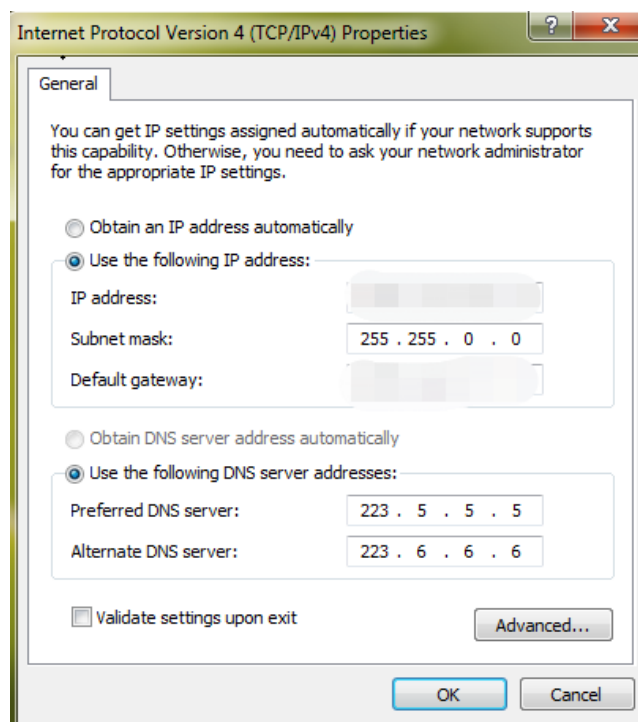 Internet Protocol Version 4 (TCP/IPv4) Properties
General
You can get IP settings assigned automatically if your network supports
this capability. Otherwise, you need to ask your network administrator
for the appropriate IP settings.
Obtain an IP address automatically
Use the following IP address:
IP address:
Subnet mask: 255 . 255 . 0 . 0
Default gateway:
Obtain DNS server address automatically
Use the following DNS server addresses:
Preferred DNS server: 223 . 5 . 5 . 5
Alternate DNS server: 223 . 6 . 6 . 6
Validate settings upon exit
Advanced...
OK Cancel